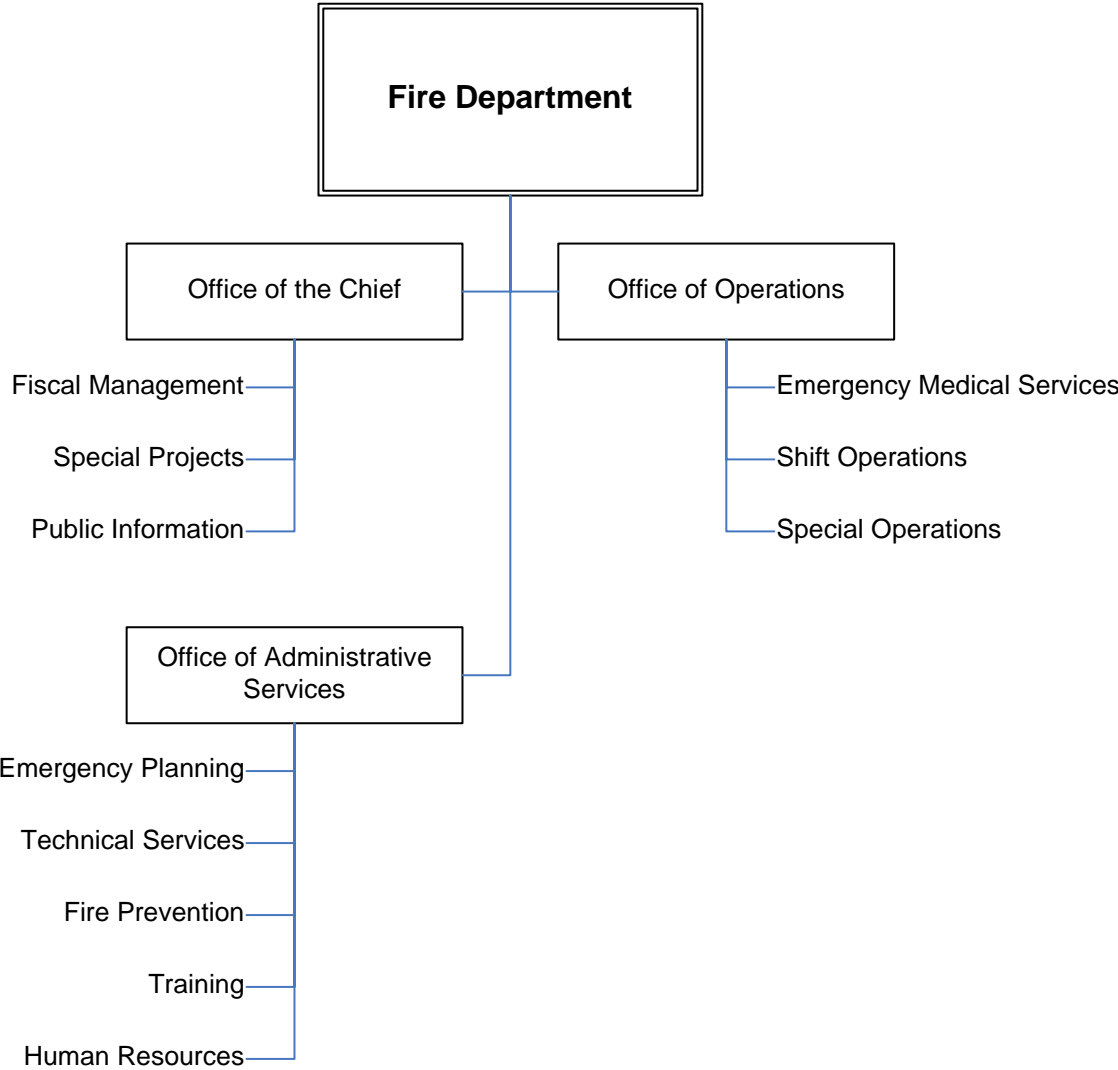 Fire Department
Office of the Chief
Office of Operations
Fiscal Management
Special Projects
Public Information
Emergency Medical Services
Shift Operations
Special Operations
Office of Administrative
Services
Emergency Planning
Technical Services
Fire Prevention
Training
Human Resources